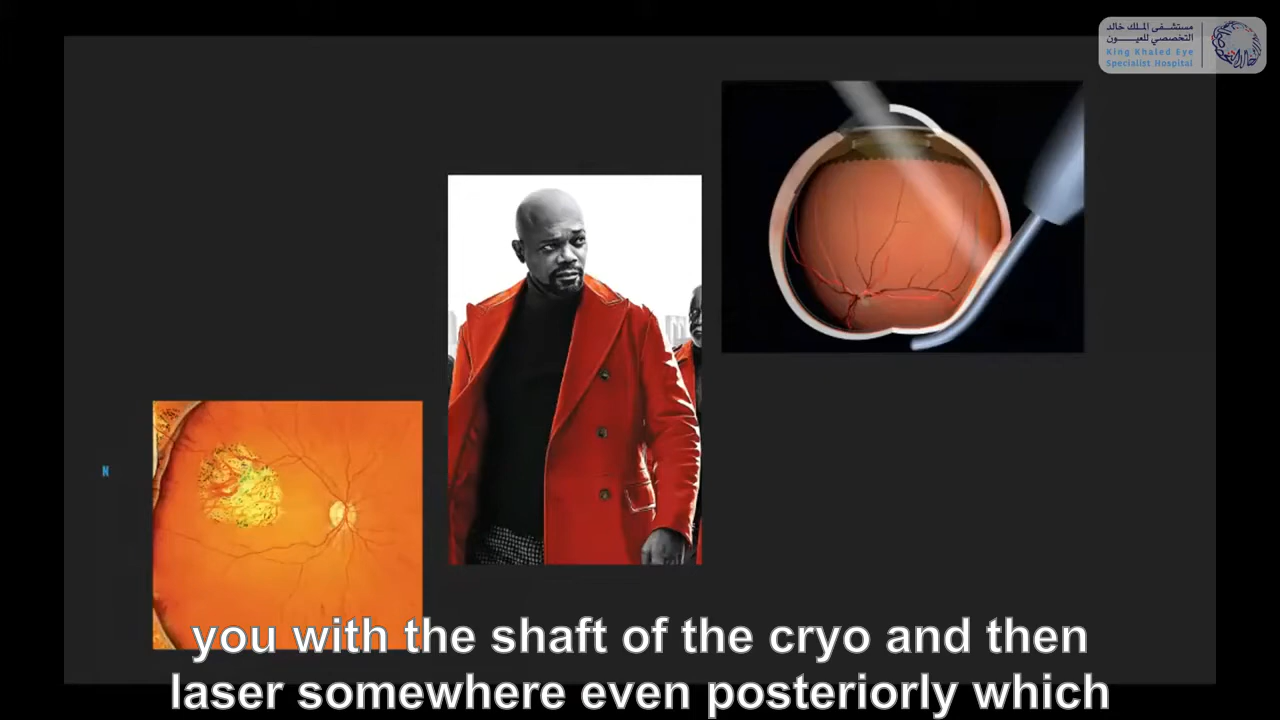 مستشفى الملك خالد
التخصصي للعيون
King Khaled Eye
Specialist Hospital
N
you with the shaft of the cryo and then
laser somewhere even posteriorly which